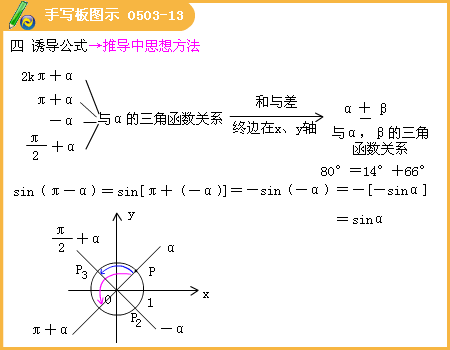 手写板图示 0503-13
四 诱导公式→推导中思想方法
2kπ+α
π+α
-α
π/2+α
与α的三角函数关系
和与差
终边在x、y轴
α ± β
与α，β的三角
函数关系
80°=14°+66°
sin(π-α)=sin[π+(-α)]=-sin(-α)=-[-sinα]
=sinα
y
π/2+α
α
P3
P
0
1
x
P2
π+α
-α